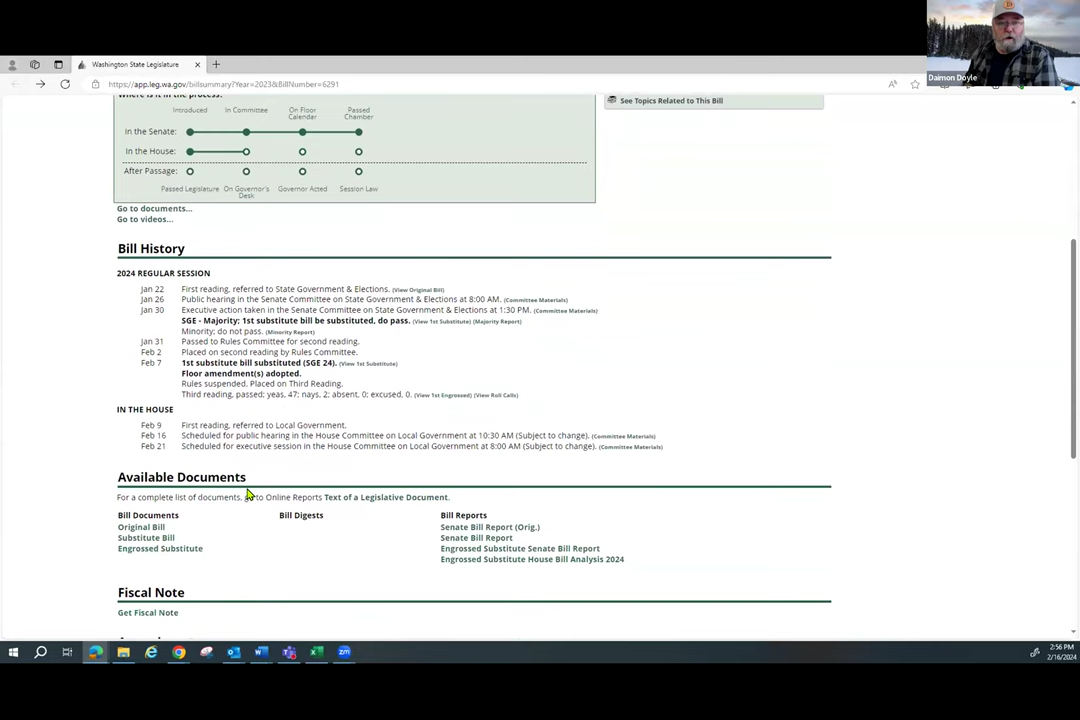 Daimon Doyle
Washington State Legislature
https://app.leg.wa.gov/billsummary?Year=2023&BillNumber=6291
Where is it in the process?
See Topics Related to This Bill
Introduced In Committee On Floor Calendar Passed Chamber
In the Senate:
In the House:
After Passage:
Passed Legislature On Governor's Desk Governor Acted Session Law
Go to documents...
Go to videos...
Bill History
2024 REGULAR SESSION
Jan 22 First reading, referred to State Government & Elections. (View Original Bill)
Jan 26 Public hearing in the Senate Committee on State Government & Elections at 8:00 AM. (Committee Materials)
Jan 30 Executive action taken in the Senate Committee on State Government & Elections at 1:30 PM. (Committee Materials)
SGE - Majority; 1st substitute bill be substituted, do pass. (View 1st Substitute) (Majority Report)
Minority; do not pass. (Minority Report)
Jan 31 Passed to Rules Committee for second reading.
Feb 2 Placed on second reading by Rules Committee.
Feb 7 1st substitute bill substituted (SGE 24). (View 1st Substitute)
Floor amendment(s) adopted.
Rules suspended. Placed on Third Reading.
Third reading, passed; yeas, 47; nays, 2; absent, 0; excused, 0. (View 1st Engrossed) (View Roll Calls)
IN THE HOUSE
Feb 9 First reading, referred to Local Government.
Feb 16 Scheduled for public hearing in the House Committee on Local Government at 10:30 AM (Subject to change). (Committee Materials)
Feb 21 Scheduled for executive session in the House Committee on Local Government at 8:00 AM (Subject to change). (Committee Materials)
Available Documents
For a complete list of documents, go to Online Reports Text of a Legislative Document.
Bill Documents Bill Digests Bill Reports
Original Bill Senate Bill Report (Orig.)
Substitute Bill Senate Bill Report
Engrossed Substitute Engrossed Substitute Senate Bill Report
Engrossed Substitute House Bill Analysis 2024
Fiscal Note
Get Fiscal Note
2:56 PM
2/16/2024